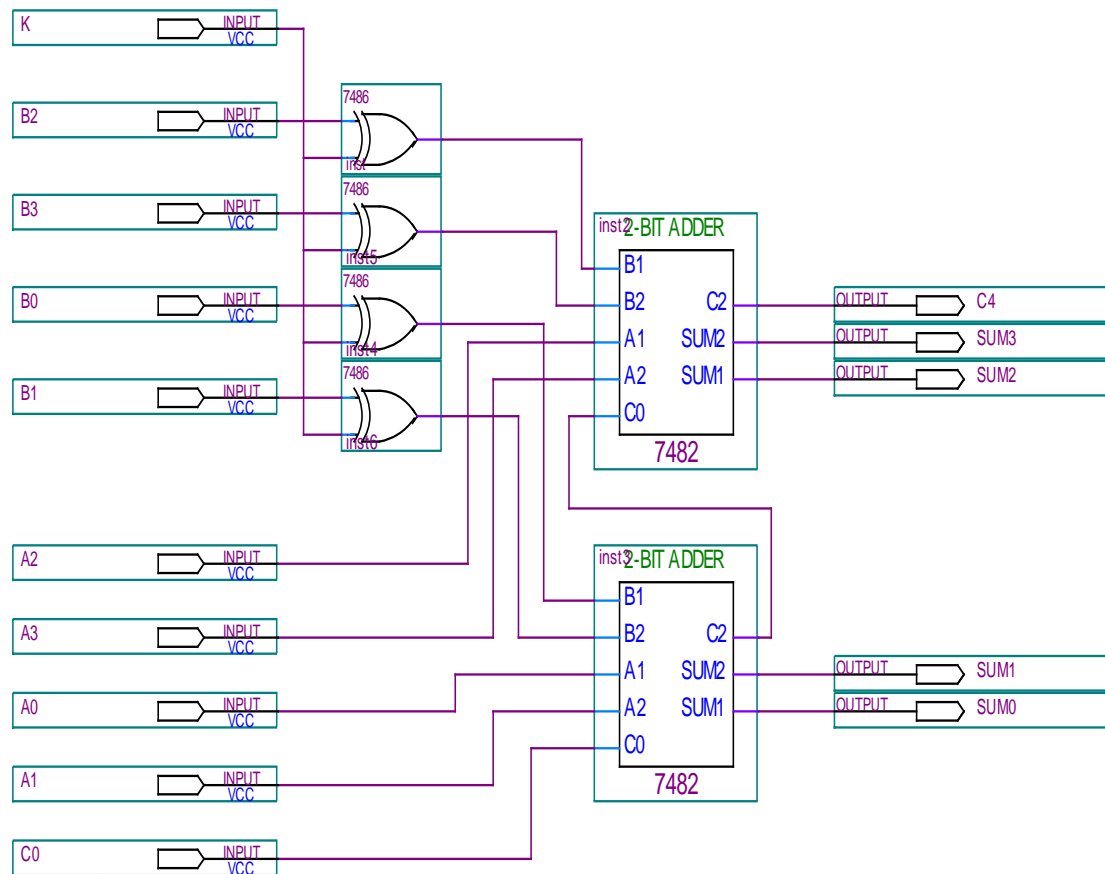 K INPUT
VCC
7486
B2 INPUT
VCC
inst
7486
B3 INPUT
VCC
inst5
7486
B0 INPUT
VCC
inst4
7486
B1 INPUT
VCC
inst6
inst2 2-BIT ADDER
B1
B2 C2
A1 SUM2
A2 SUM1
C0
7482
OUTPUT C4
OUTPUT SUM3
OUTPUT SUM2
A2 INPUT
VCC
A3 INPUT
VCC
A0 INPUT
VCC
A1 INPUT
VCC
C0 INPUT
VCC
inst3 2-BIT ADDER
B1
B2 C2
A1 SUM2
A2 SUM1
C0
7482
OUTPUT SUM1
OUTPUT SUM0